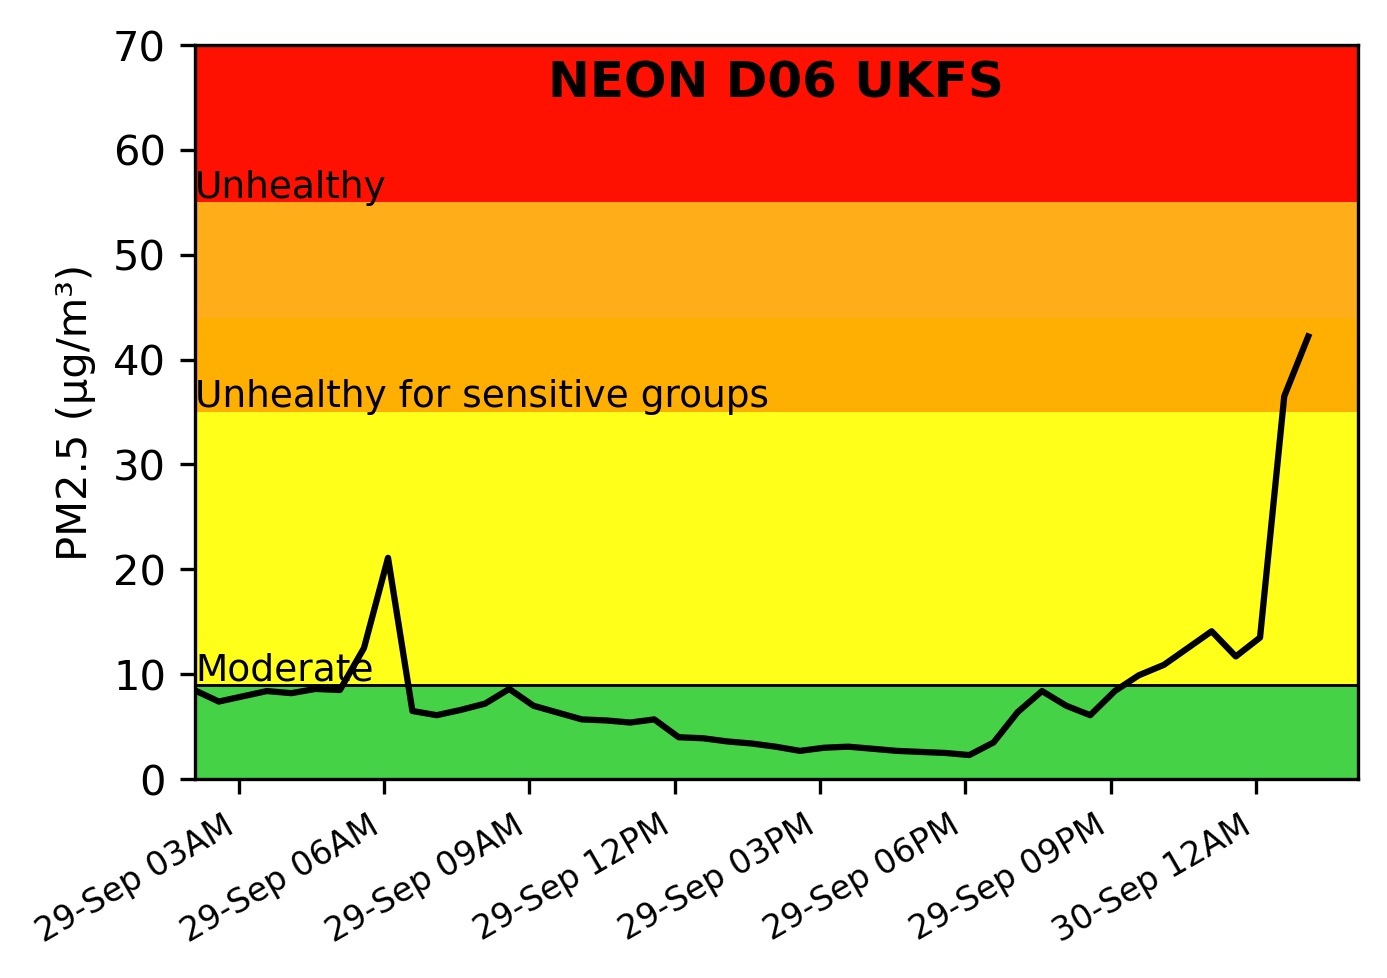 NEON D06 UKFS
70
60
50
40
30
20
10
0
PM2.5 (µg/m³)
Unhealthy
Unhealthy for sensitive groups
Moderate
29-Sep 03AM
29-Sep 06AM
29-Sep 09AM
29-Sep 12PM
29-Sep 03PM
29-Sep 06PM
29-Sep 09PM
30-Sep 12AM